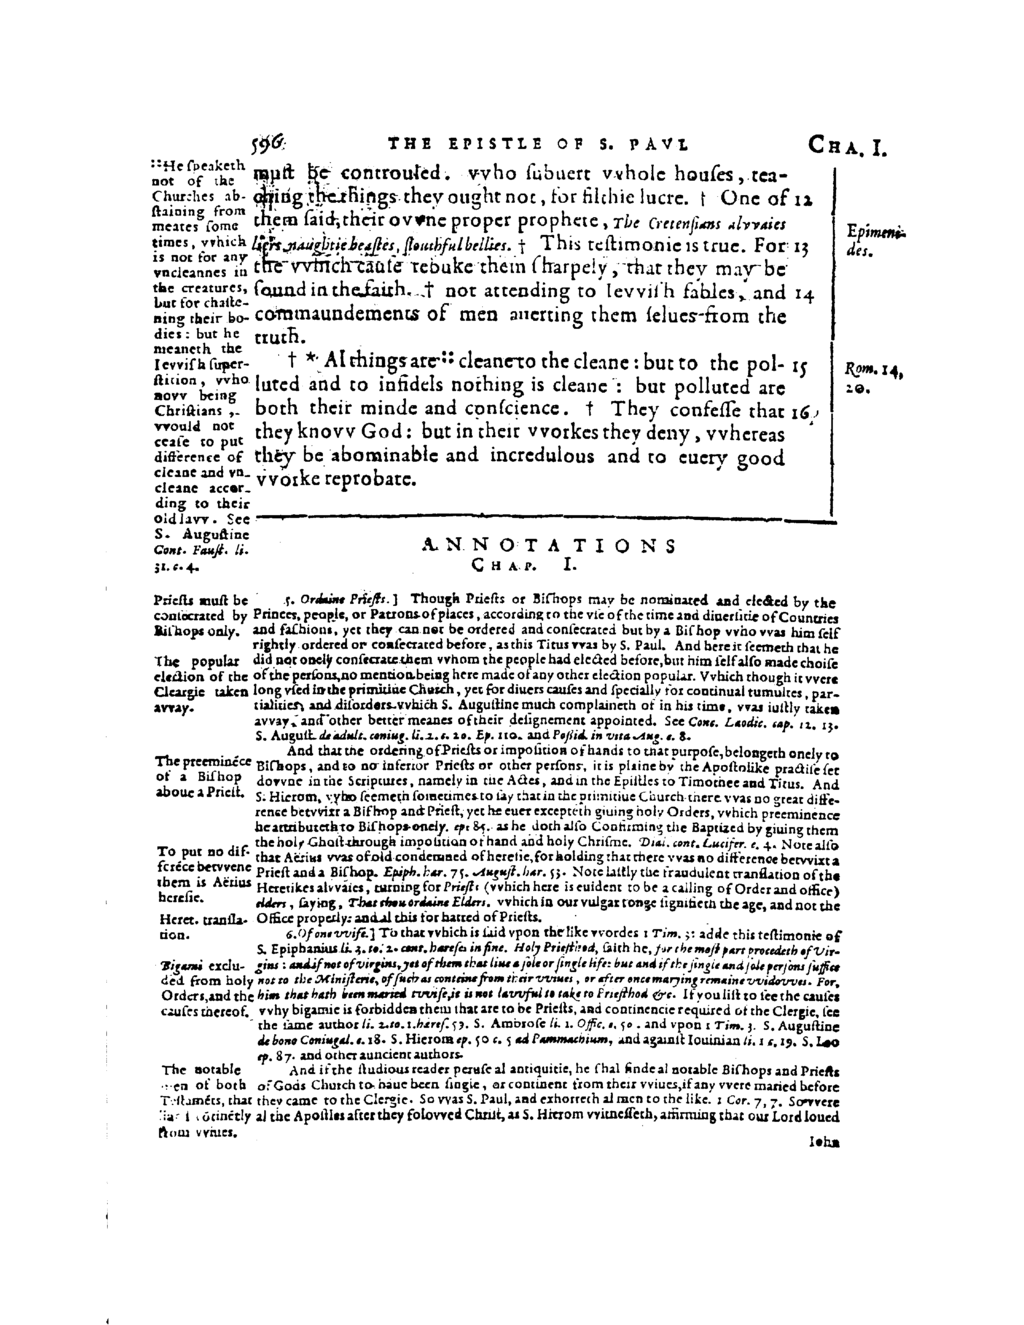 596 THE EPISTLE OF S. PAVL CHA. I.
muſt be controuled. vvho ſubuert vvhole houſes, tea-
ching the things they ought not, for filthie lucre. † One of 12
them ſaid, their ovvne proper prophete, The Cretenſians alvvaies
liers, naughtie beaſtes, ſlouthful bellies. † This teſtimonie is true. For 13
the vvhich cauſe rebuke them ſharpely, that they may be
ſound in the faith. † not attending to Ievviſh fables, and 14
commaundements of men auerting them ſelues from the
truth.
† * Al things are :: cleane to the cleane : but to the pol- 15
luted and to infidels nothing is cleane : but polluted are
both their minde and conſcience. † They confeſſe that 16
they knovv God : but in their vvorkes they deny, vvhereas
they be abominable and incredulous and to euery good
vvorke reprobate.
Epimeni-
des.
Rom. 14,
20.
:: He ſpeaketh
not of the
Churches ab-
ſtaining from
meates ſome
times, vvhich
is not for any
vncleannes in
the creatures,
but for chaſte-
ning their bo-
dies : but he
meaneth the
Ievviſh ſuper-
ſtition, vvho
novv being
Chriſtians,
vvould not
ceaſe to put
difference of
cleane and vn-
cleane accor-
ding to their
old lavv. See
S. Auguſtine
Cont. Fauſt. li.
31. c. 4.
ANNOTATIONS
CHAP. I.
Prieſts muſt be
conſecrated by
Biſhops only.
The popular
election of the
Cleargie taken
avvay.
5. Ordaine Prieſts.] Though Prieſts or Biſhops may be nominated and elected by the
Princes, people, or Patrons of places, according to the vſe of the time and diuerſitie of Countries
and faſhions, yet they can not be ordered and conſecrated but by a Biſhop vvho vvas him ſelf
rightly ordered or conſecrated before, as this Titus vvas by S. Paul. And here it ſeemeth that he
did not onely conſecrate them vvhom the people had elected before, but him ſelf alſo made choiſe
of the perſons, no mention being here made of any other election popular. Vvhich though it vvere
long vſed in the primitiue Church, yet for diuers cauſes and ſpecially for continual tumultes, par-
tialities, and diſorders vvhich S. Auguſtine much complaineth of in his time, vvas iuſtly taken
avvay, and other better meanes of their deſignement appointed. See Conc. Laodic. cap. 12. 13.
S. Auguſt. de adult. coniug. li. 2. c. 20. Ep. 110. and Poſſid. in vita Aug. c. 8.
The preeminéce
of a Biſhop
aboue a Prieſt.
To put no dif-
feréce betvvene
them is Aërius
hereſie.
Heret. tranſla-
tion.
And that the ordering of Prieſts or impoſition of hands to that purpoſe, belongeth onely to
Biſhops, and to no inferior Prieſts or other perſons, it is plaine by the Apoſtolike practiſe ſet
dovvne in the Scriptures, namely in the Actes, and in the Epiſtles to Timothee and Titus. And
S. Hierom, vvho ſeemeth ſometimes to ſay that in the primitiue Church there vvas no great diffe-
rence betvvixt a Biſhop and Prieſt, yet he euer excepteth giuing holy Orders, vvhich preeminence
he attributeth to Biſhops onely. ep. 85. as he doth alſo Confirming the Baptized by giuing them
the holy Ghoſt through impoſition of hand and holy Chriſme. Dial. cont. Lucifer. c. 4. Note alſo
that Aërius vvas of old condemned of hereſie, for holding that there vvas no difference betvvixt a
Prieſt and a Biſhop. Epiph. hær. 75. Auguſt. hær. 53. Note laſtly the fraudulent tranſlation of the
Heretikes alvvaies, turning for Prieſts (vvhich here is euident to be a calling of Order and office)
elders, ſaying, That thou ordaine Elders. vvhich in our vulgar tonge ſignifieth the age, and not the
Office properly: and al this for hatred of Prieſts.
Bigami exclu-
ded from holy
Orders, and the
cauſes thereof.
6. Of one vvife.] To that vvhich is ſaid vpon the like vvordes 1 Tim. 3: adde this teſtimonie of
S. Epiphanius li. 3. to. 2. cont. hæreſes in fine. Holy Prieſthod, ſaith he, for the moſt part procedeth of Vir-
gins : and if not of virgins, yet of them that liue a ſole or ſingle life: but and if the ſingle and ſole perſons ſuffice
not to the Miniſterie, of ſuch as conteine from their vviues, or after once marying remaine vvidovves. For,
him that hath been maried tvviſe, it is not lavvful to take to Prieſthod &c. If you liſt to ſee the cauſes
vvhy bigamie is forbidden them that are to be Prieſts, and continencie required of the Clergie, ſee
the ſame author li. 2. to. 1. hæreſ. 59. S. Ambroſe li. 1. Offic. c. 50. and vpon 1 Tim. 3. S. Auguſtine
de bono Coniugal. c. 18. S. Hierom ep. 50 c. 5 ad Pammachium, and againſt Iouinian li. 1 c. 19. S. Leo
ep. 87. and other auncient authors.
The notable
men of both
Teſtaméts, that
from vviues.
And if the ſtudious reader peruſe al antiquitie, he ſhal finde al notable Biſhops and Prieſts
of Gods Church to haue been ſingle, or continent from their vviues, if any vvere maried before
they came to the Clergie. So vvas S. Paul, and exhorteth al men to the like. 1 Cor. 7, 7. So vvere
al the Apoſtles after they folovved Chriſt, as S. Hierom vvitneſſeth, affirming that our Lord loued
Iohn